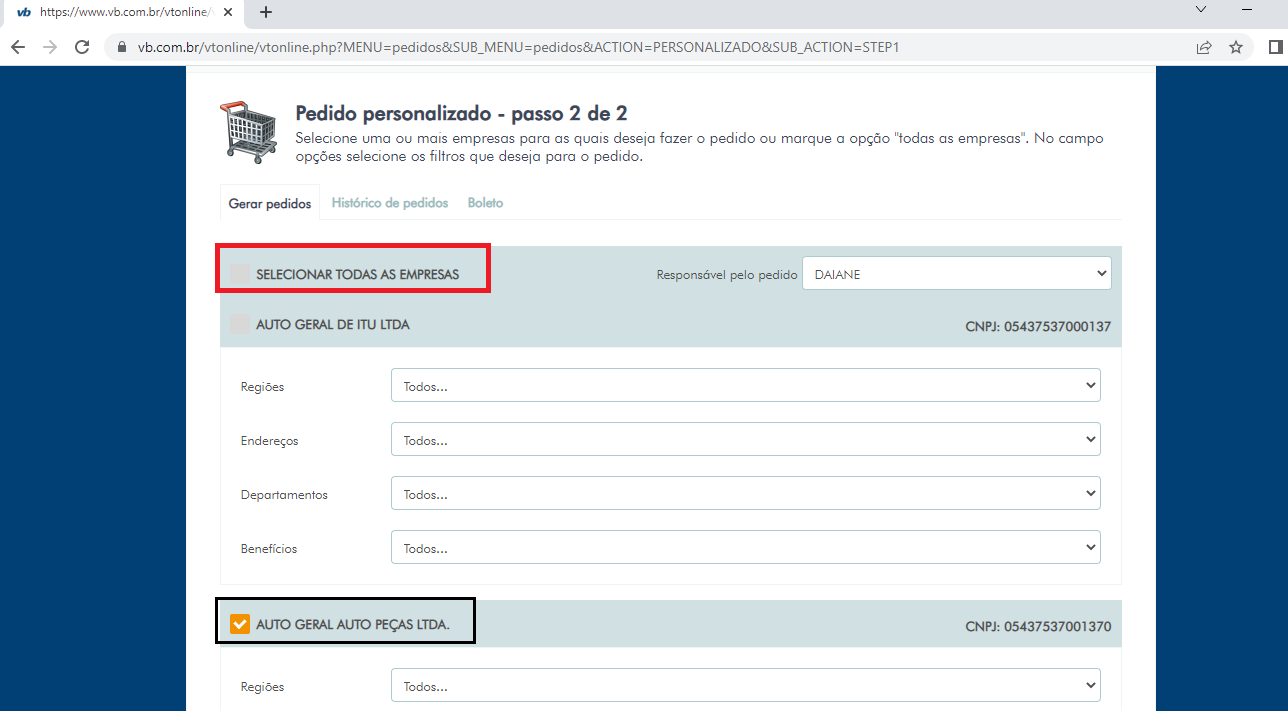 vb https://www.vb.com.br/vtonline/v
vb.com.br/vtonline/vtonline.php?MENU=pedidos&SUB_MENU=pedidos&ACTION=PERSONALIZADO&SUB_ACTION=STEP1
Pedido personalizado - passo 2 de 2
Selecione uma ou mais empresas para as quais deseja fazer o pedido ou marque a opção "todas as empresas". No campo
opções selecione os filtros que deseja para o pedido.
Gerar pedidos Histórico de pedidos Boleto
SELECIONAR TODAS AS EMPRESAS Responsável pelo pedido DAIANE
AUTO GERAL DE ITU LTDA CNPJ: 05437537000137
Regiões Todos...
Endereços Todos...
Departamentos Todos...
Benefícios Todos...
AUTO GERAL AUTO PEÇAS LTDA. CNPJ: 05437537001370
Regiões Todos...